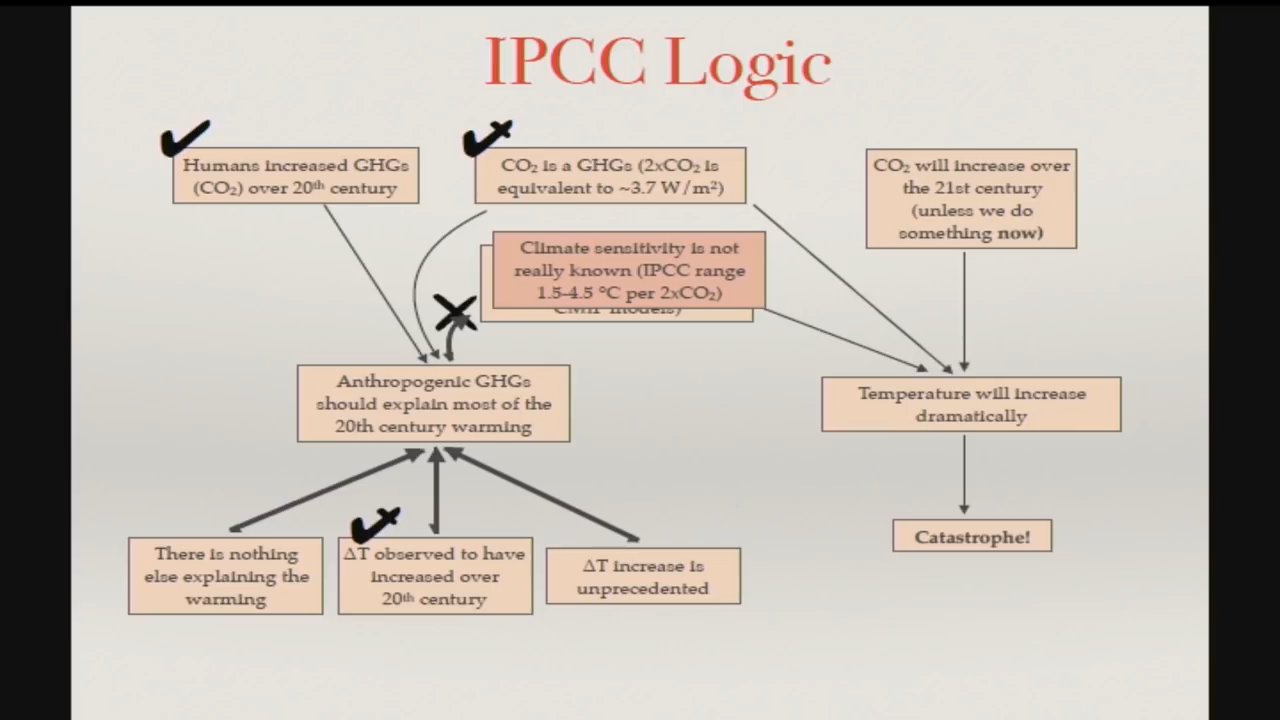 IPCC Logic
Humans increased GHGs
(CO₂) over 20th century
CO₂ is a GHGs (2xCO₂ is
equivalent to ~3.7 W/m²)
CO₂ will increase over
the 21st century
(unless we do
something now)
Climate sensitivity is not
really known (IPCC range
1.5-4.5 °C per 2xCO₂)
CMIP models)
Anthropogenic GHGs
should explain most of the
20th century warming
Temperature will increase
dramatically
Catastrophe!
There is nothing
else explaining the
warming
ΔT observed to have
increased over
20th century
ΔT increase is
unprecedented